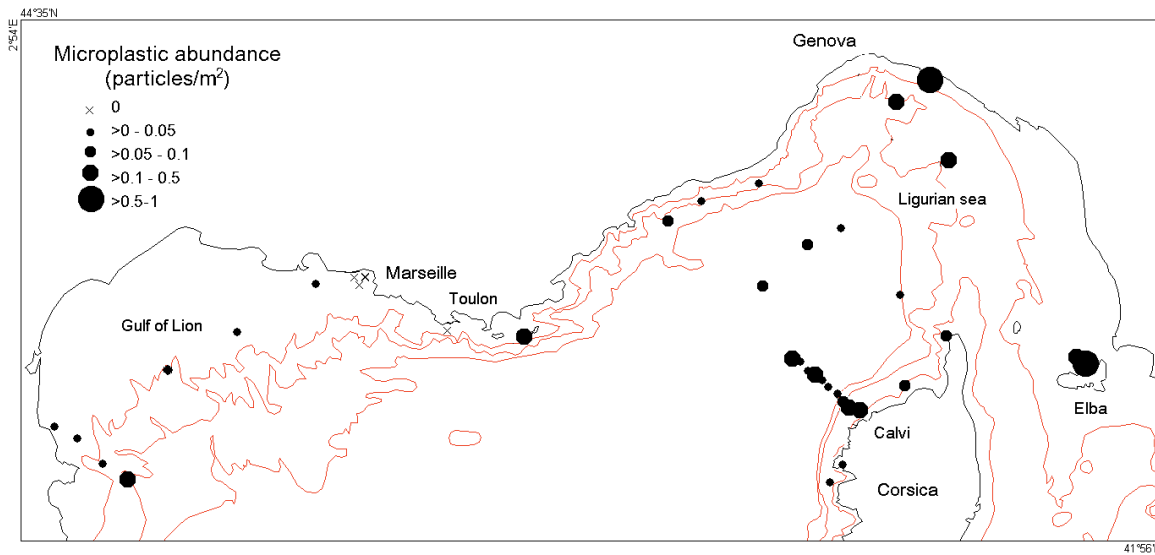 44°35'N
2°54'E
Genova
Microplastic abundance
(particles/m²)
0
>0 - 0.05
>0.05 - 0.1
>0.1 - 0.5
>0.5-1
Ligurian sea
Marseille
Toulon
Gulf of Lion
Elba
Calvi
Corsica